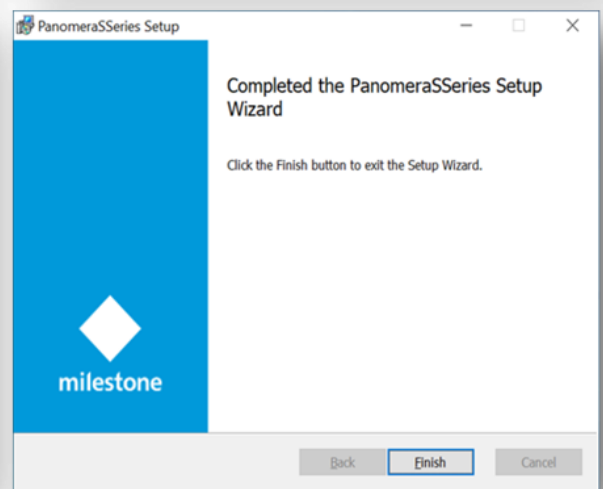 PanomeraSSeries Setup
Completed the PanomeraSSeries Setup
Wizard
Click the Finish button to exit the Setup Wizard.
milestone
Back
Finish
Cancel